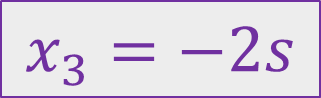 x₃ = −2s